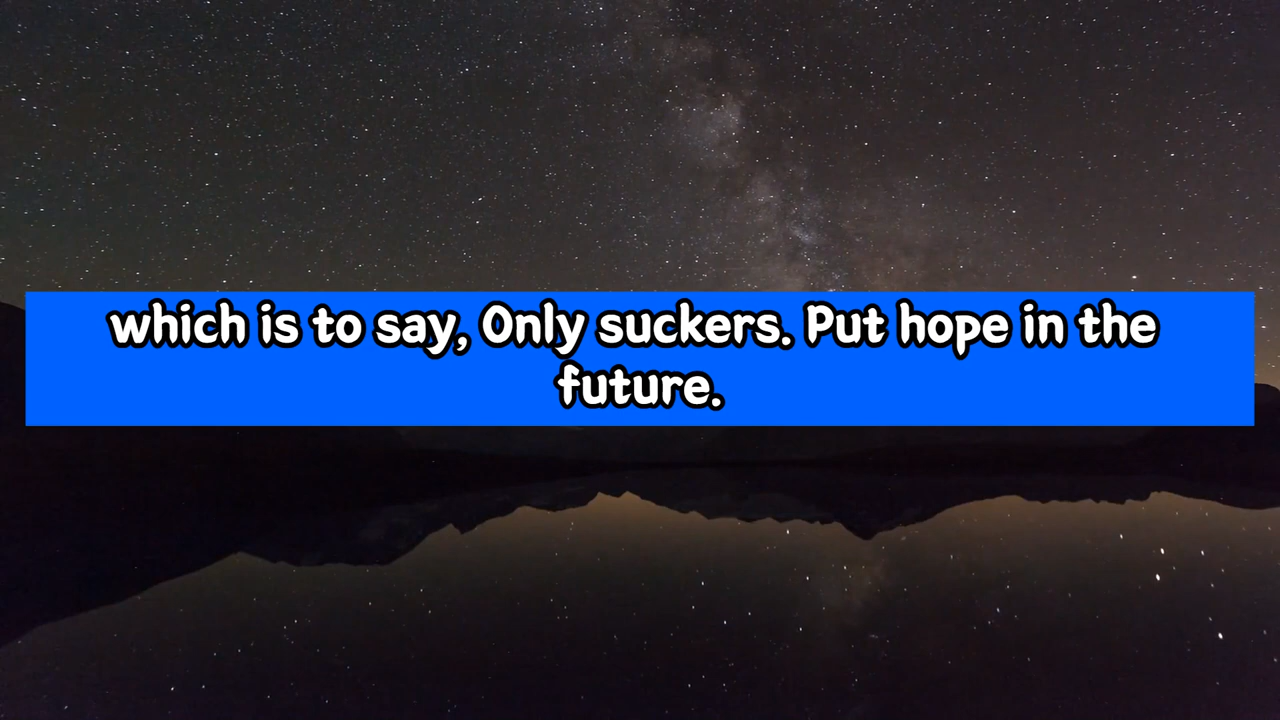 which is to say, Only suckers. Put hope in the
future.